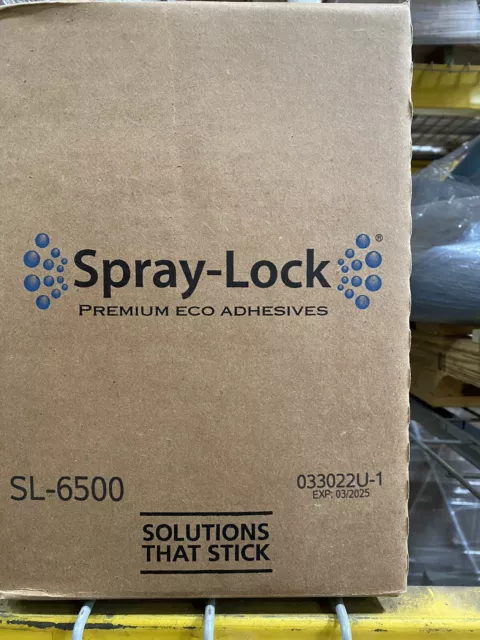 Spray-Lock®
PREMIUM ECO ADHESIVES
SL-6500
033022U-1
EXP: 03/2025
SOLUTIONS
THAT STICK